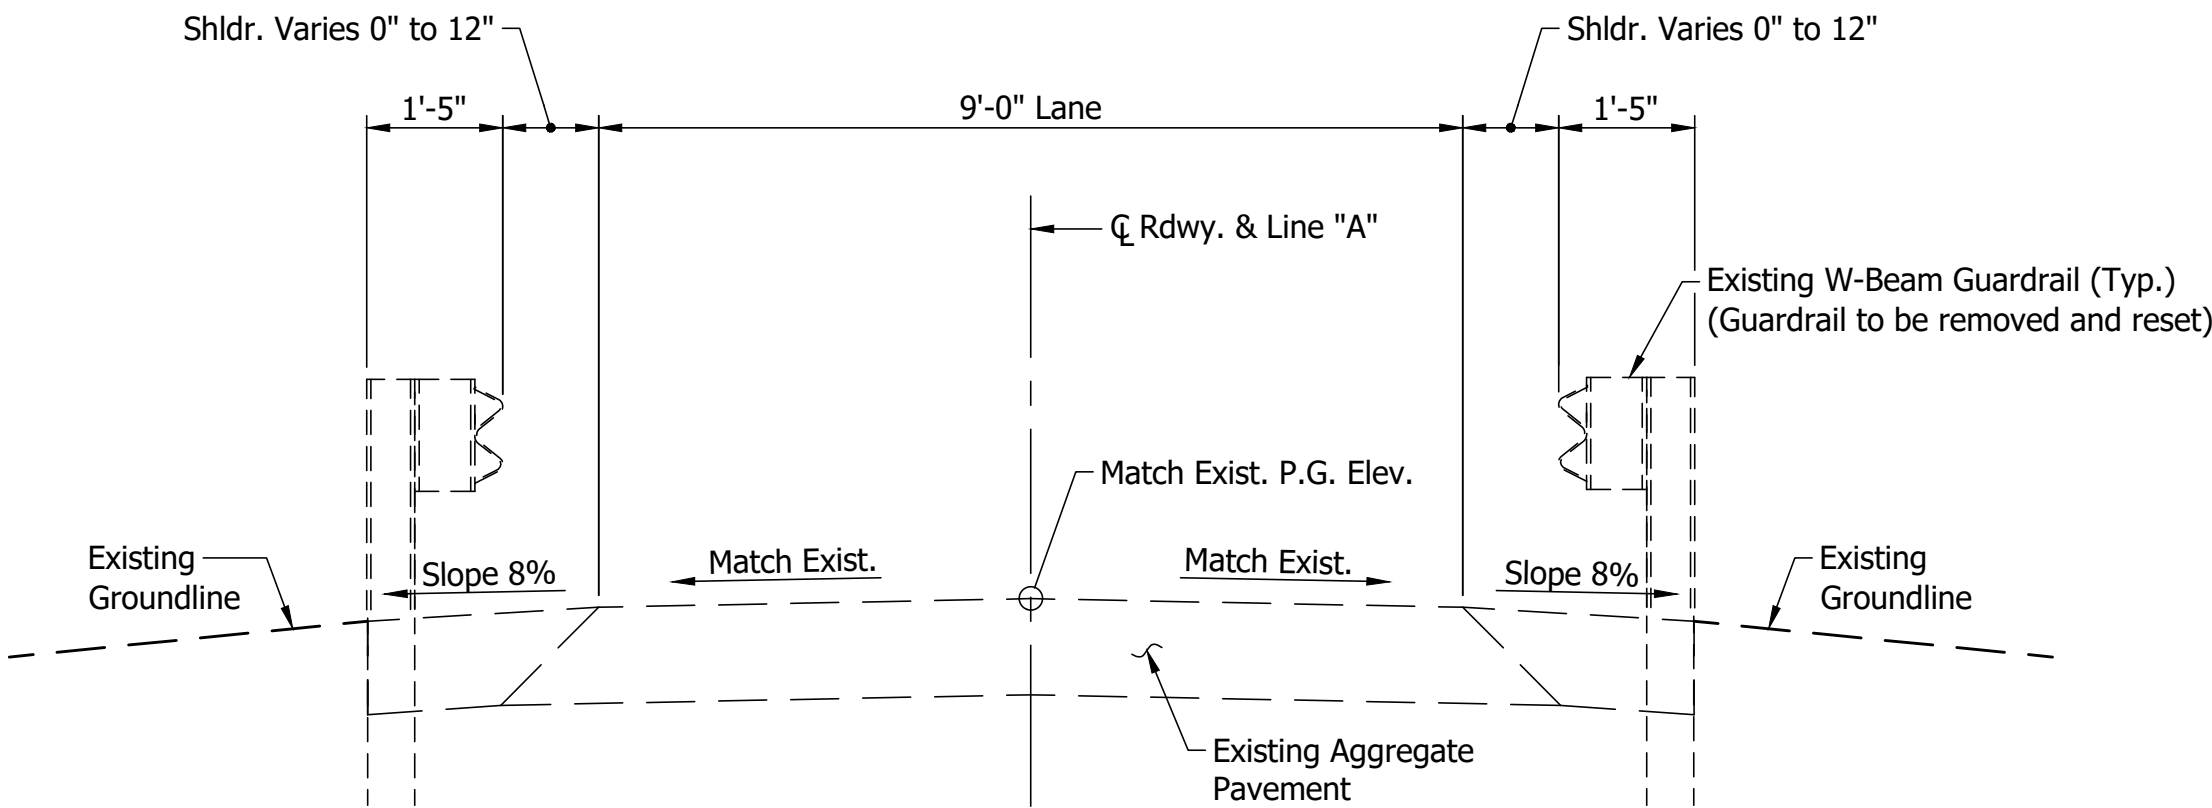 Shldr. Varies 0" to 12"
Shldr. Varies 0" to 12"
1'-5"
9'-0" Lane
1'-5"
℄ Rdwy. & Line "A"
Existing W-Beam Guardrail (Typ.)
(Guardrail to be removed and reset)
Match Exist. P.G. Elev.
Existing
Groundline
Slope 8%
Match Exist.
Match Exist.
Slope 8%
Existing
Groundline
Existing Aggregate
Pavement